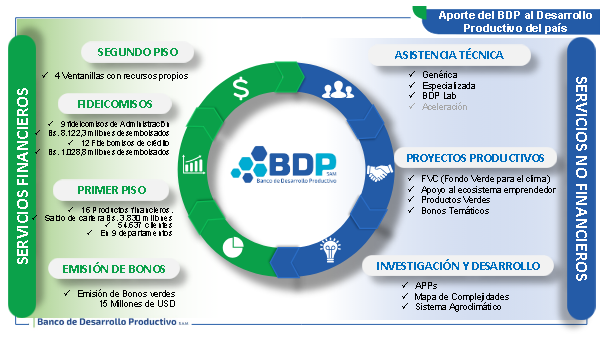 Aporte del BDP al Desarrollo
Productivo del país
SERVICIOS FINANCIEROS
SEGUNDO PISO
✓ 4 Ventanillas con recursos propios
FIDEICOMISOS
✓ 9 fideicomisos de Administración
✓ Bs. 8.122,3 millones desembolsados
✓ 12 Fideicomisos de crédito
✓ Bs. 1.028,8 millones desembolsados
PRIMER PISO
✓ 16 Productos financieros.
✓ Saldo de cartera Bs. 3.830 millones
✓ 54.637 clientes
✓ En 9 departamentos
EMISIÓN DE BONOS
✓ Emisión de Bonos verdes
15 Millones de USD
$
BDP SAM
Banco de Desarrollo Productivo
ASISTENCIA TÉCNICA
✓ Genérica
✓ Especializada
✓ BDP Lab
✓ Aceleración
PROYECTOS PRODUCTIVOS
✓ FVC (Fondo Verde para el clima)
✓ Apoyo al ecosistema emprendedor
✓ Productos Verdes
✓ Bonos Temáticos
INVESTIGACIÓN Y DESARROLLO
✓ APPs
✓ Mapa de Complejidades
✓ Sistema Agroclimático
SERVICIOS NO FINANCIEROS
Banco de Desarrollo Productivo S.A.M.